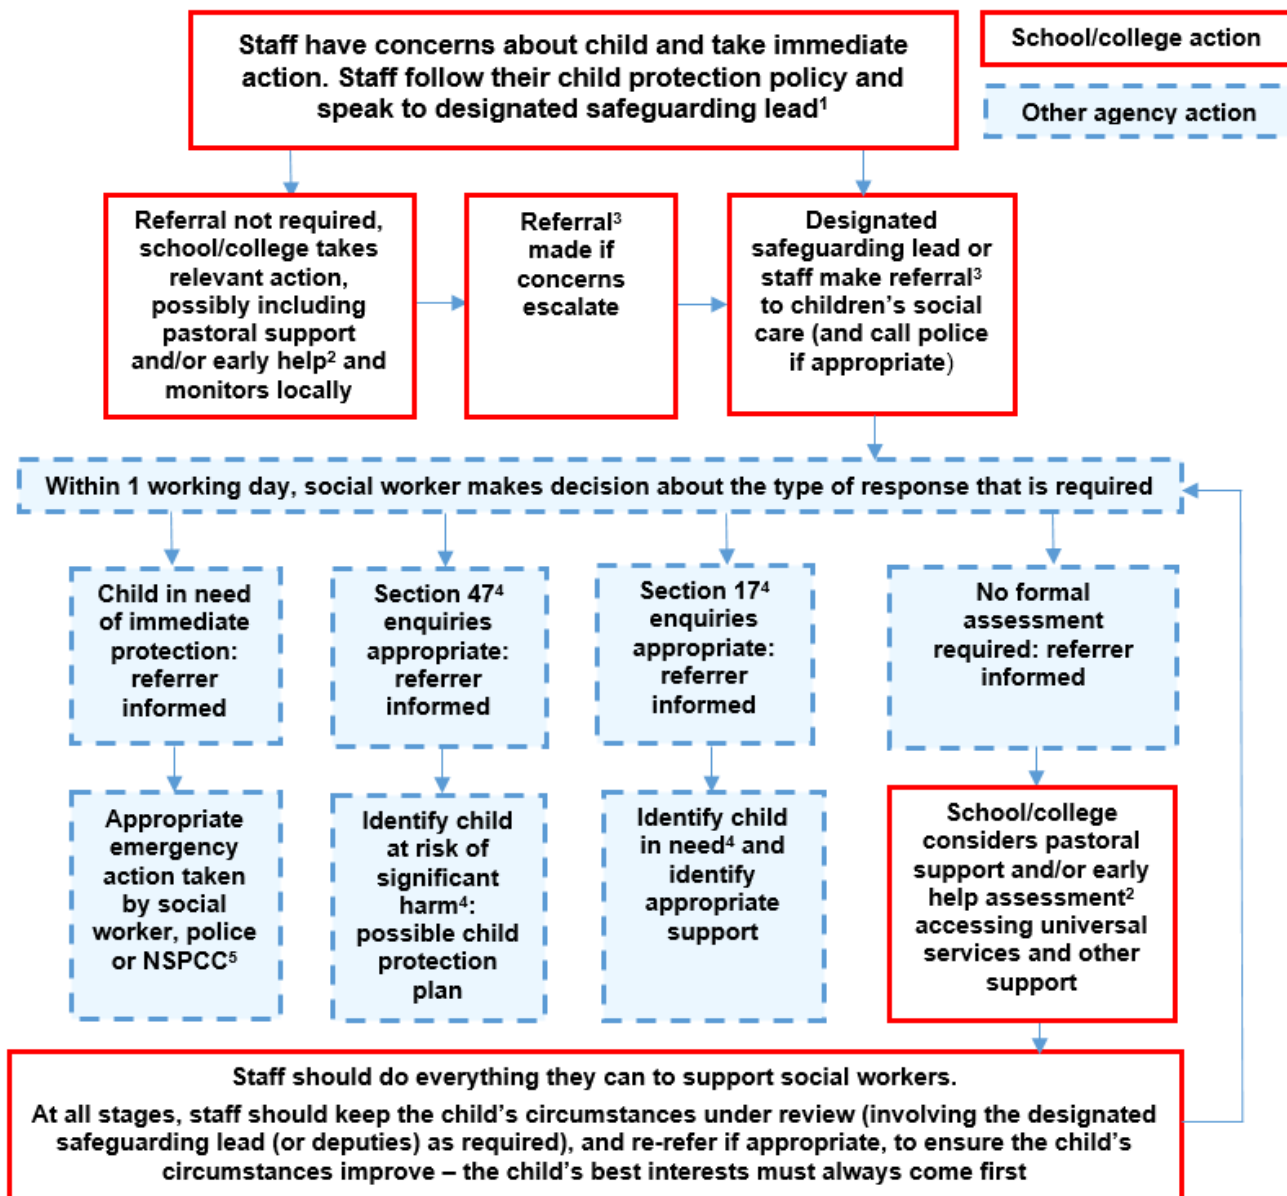 Staff have concerns about child and take immediate
action. Staff follow their child protection policy and
speak to designated safeguarding lead¹
School/college action
Other agency action
Referral not required,
school/college takes
relevant action,
possibly including
pastoral support
and/or early help² and
monitors locally
Referral³
made if
concerns
escalate
Designated
safeguarding lead or
staff make referral³
to children’s social
care (and call police
if appropriate)
Within 1 working day, social worker makes decision about the type of response that is required
Child in need
of immediate
protection:
referrer
informed
Section 47⁴
enquiries
appropriate:
referrer
informed
Section 17⁴
enquiries
appropriate:
referrer
informed
No formal
assessment
required: referrer
informed
Appropriate
emergency
action taken
by social
worker, police
or NSPCC⁵
Identify child
at risk of
significant
harm⁴:
possible child
protection
plan
Identify child
in need⁴ and
identify
appropriate
support
School/college
considers pastoral
support and/or early
help assessment²
accessing universal
services and other
support
Staff should do everything they can to support social workers.
At all stages, staff should keep the child’s circumstances under review (involving the designated
safeguarding lead (or deputies) as required), and re-refer if appropriate, to ensure the child’s
circumstances improve – the child’s best interests must always come first